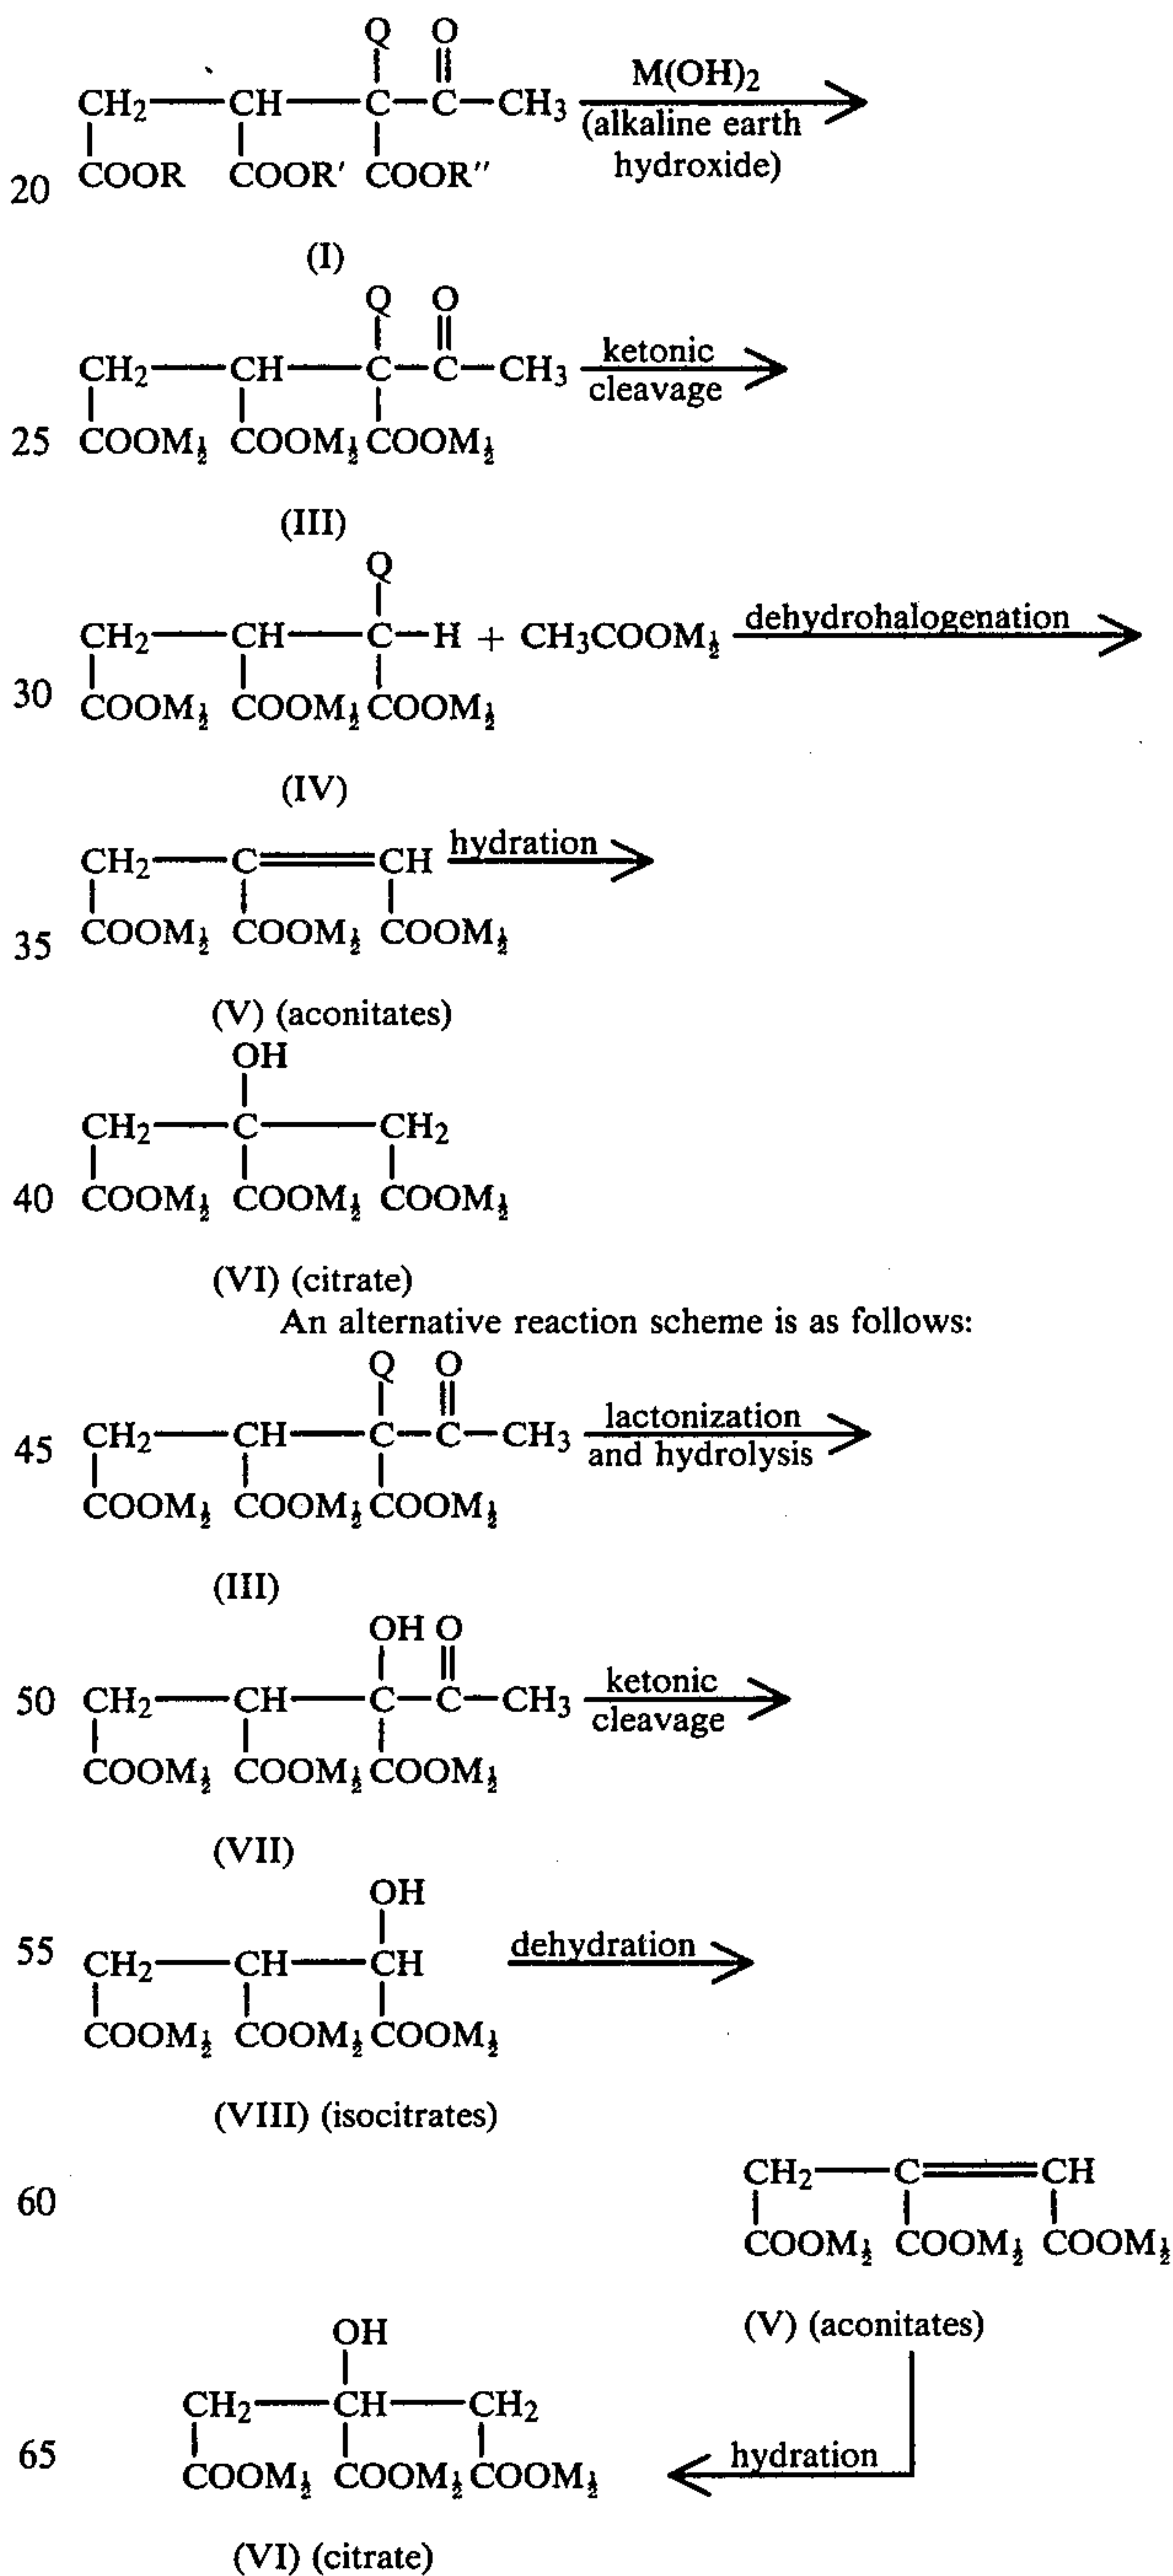 Q O
CH2 CH C C CH3 M(OH)2
(alkaline earth
hydroxide)
20 COOR COOR' COOR''
(I)
Q O
CH2 CH C C CH3 ketonic
cleavage
25 COOM½ COOM½ COOM½
(III)
Q
CH2 CH C H + CH3COOM½ dehydrohalogenation
30 COOM½ COOM½ COOM½
(IV)
CH2 C CH hydration
35 COOM½ COOM½ COOM½
(V) (aconitates)
OH
CH2 C CH2
40 COOM½ COOM½ COOM½
(VI) (citrate)
An alternative reaction scheme is as follows:
Q O
45 CH2 CH C C CH3 lactonization
and hydrolysis
COOM½ COOM½ COOM½
(III)
OH O
50 CH2 CH C C CH3 ketonic
cleavage
COOM½ COOM½ COOM½
(VII)
OH
55 CH2 CH CH dehydration
COOM½ COOM½ COOM½
(VIII) (isocitrates)
60 CH2 C CH
COOM½ COOM½ COOM½
(V) (aconitates)
OH
CH2 CH CH2
65 COOM½ COOM½ COOM½ hydration
(VI) (citrate)